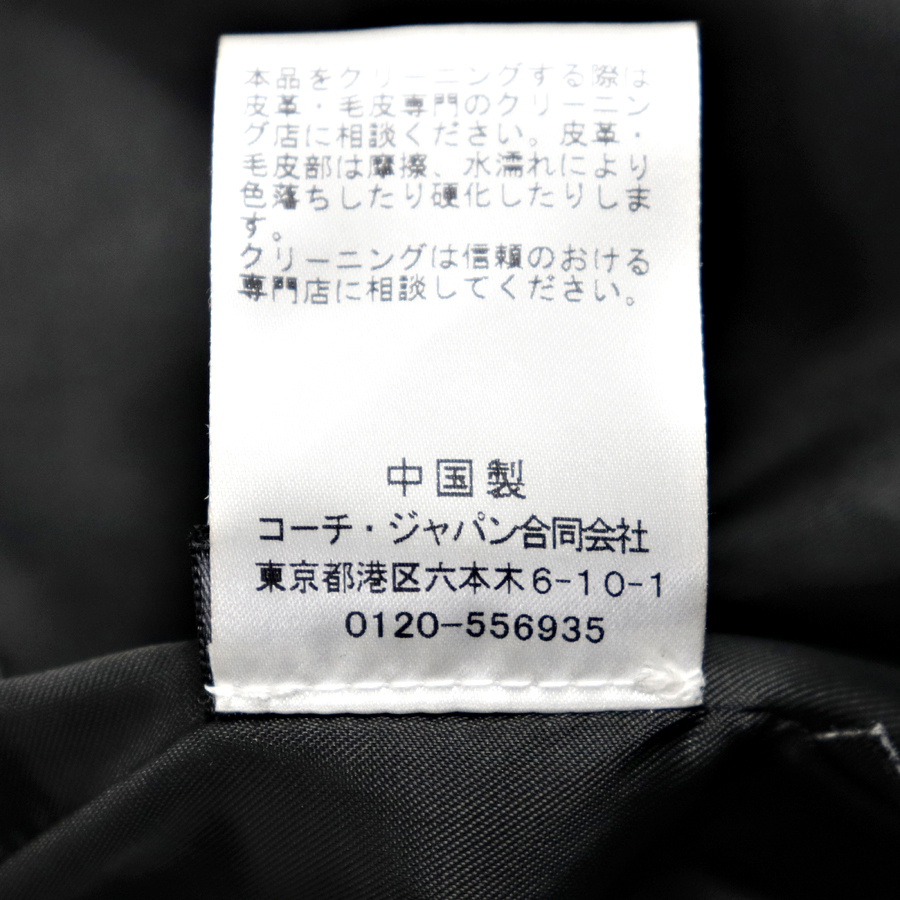 本品をクリーニングする際は
皮革・毛皮専門のクリーニン
グ店に相談ください。皮革・
毛皮部は摩擦、水濡れにより
色落ちしたり硬化したりしま
す。
クリーニングは信頼のおける
専門店に相談してください。
中国製
コーチ・ジャパン合同会社
東京都港区六本木6-10-1
0120-556935